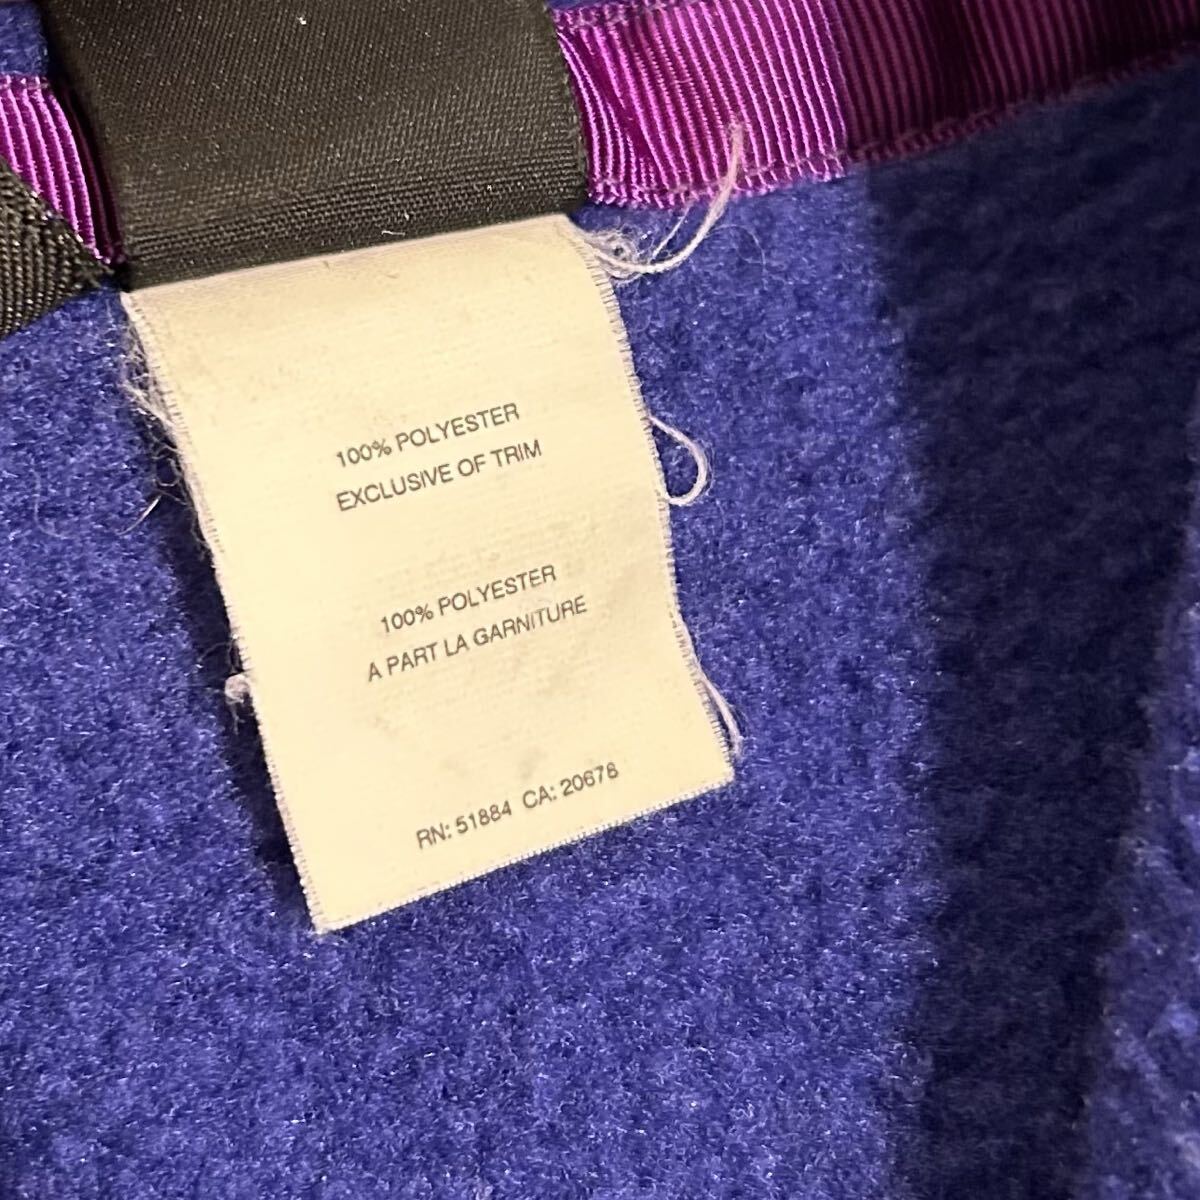 100% POLYESTER
EXCLUSIVE OF TRIM
100% POLYESTER
A PART LA GARNITURE
RN: 51884 CA: 20678